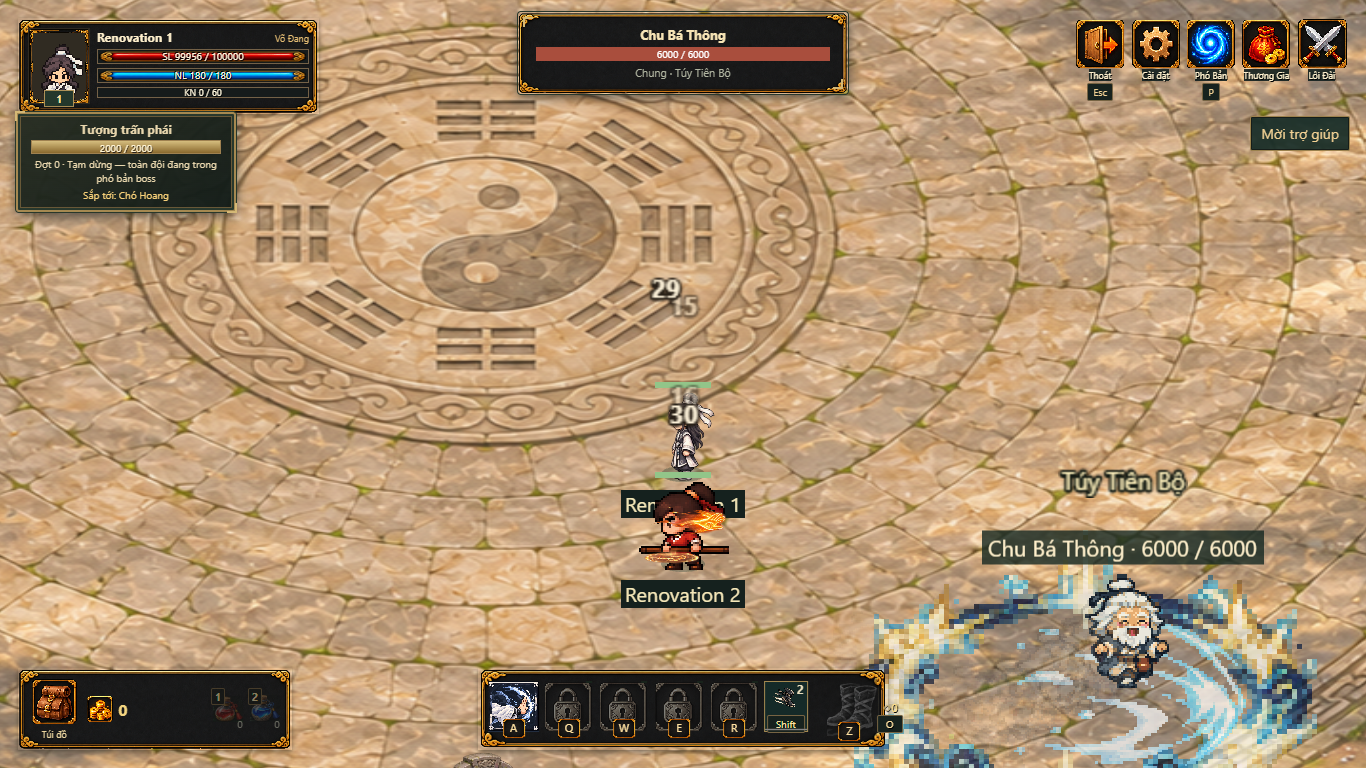 Renovation 1
Võ Đang
SL 99956 / 100000
NL 180 / 180
1
KN 0 / 60
Tượng trấn phái
2000 / 2000
Đợt 0 · Tạm dừng — toàn đội đang trong
phó bản boss
Sắp tới: Chó Hoang
Chu Bá Thông
6000 / 6000
Chung · Túy Tiên Bộ
Thoát
Cài đặt
Phó Bản
Thương Gia
Lôi Đài
Esc
P
Mời trợ giúp
29
15
16
30
Túy Tiên Bộ
Chu Bá Thông · 6000 / 6000
Renovation 2
0
1
0
2
0
Túi đồ
A
Q
W
E
R
2
Shift
Z
O